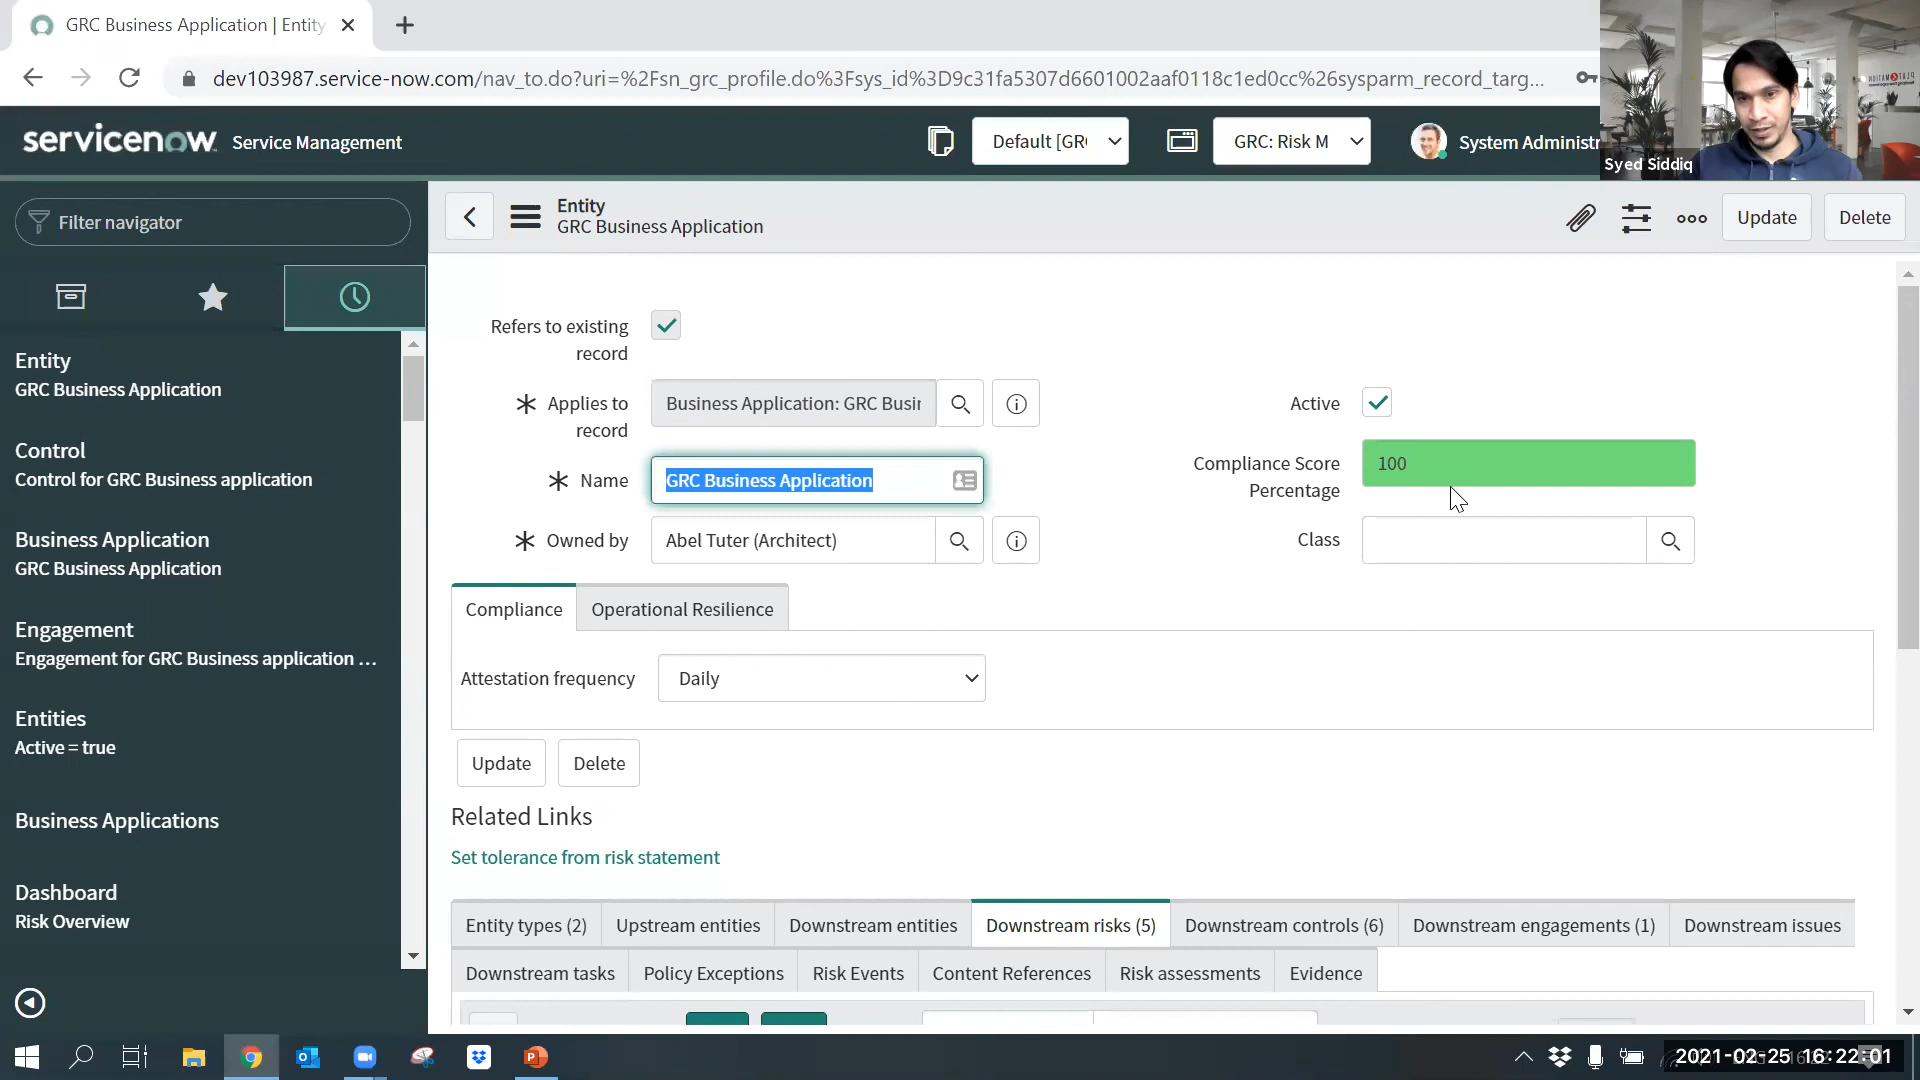 GRC Business Application | Entity
dev103987.service-now.com/nav_to.do?uri=%2Fsn_grc_profile.do%3Fsys_id%3D9c31fa5307d6601002aaf0118c1ed0cc%26sysparm_record_targ...
servicenow Service Management
Default [GR
GRC: Risk M
System Administr
Syed Siddiq
Filter navigator
Entity
GRC Business Application
Update
Delete
Entity
GRC Business Application
Control
Control for GRC Business application
Business Application
GRC Business Application
Engagement
Engagement for GRC Business application ...
Entities
Active = true
Business Applications
Dashboard
Risk Overview
Refers to existing
record
Applies to
record
Business Application: GRC Busin
Active
Name
GRC Business Application
Compliance Score
Percentage
100
Owned by
Abel Tuter (Architect)
Class
Compliance
Operational Resilience
Attestation frequency
Daily
Update
Delete
Related Links
Set tolerance from risk statement
Entity types (2)
Upstream entities
Downstream entities
Downstream risks (5)
Downstream controls (6)
Downstream engagements (1)
Downstream issues
Downstream tasks
Policy Exceptions
Risk Events
Content References
Risk assessments
Evidence
2021-02-25 16:22:01